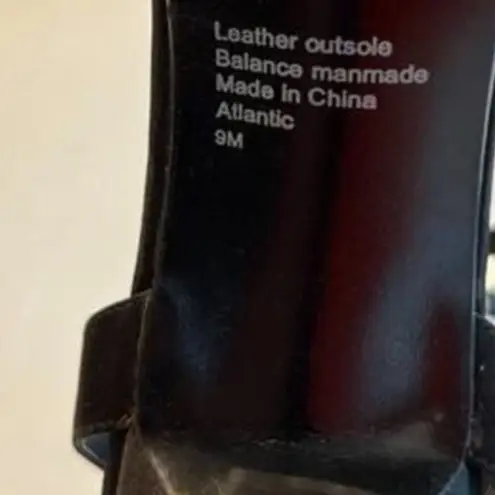 Leather outsole
Balance manmade
Made in China
Atlantic
9M